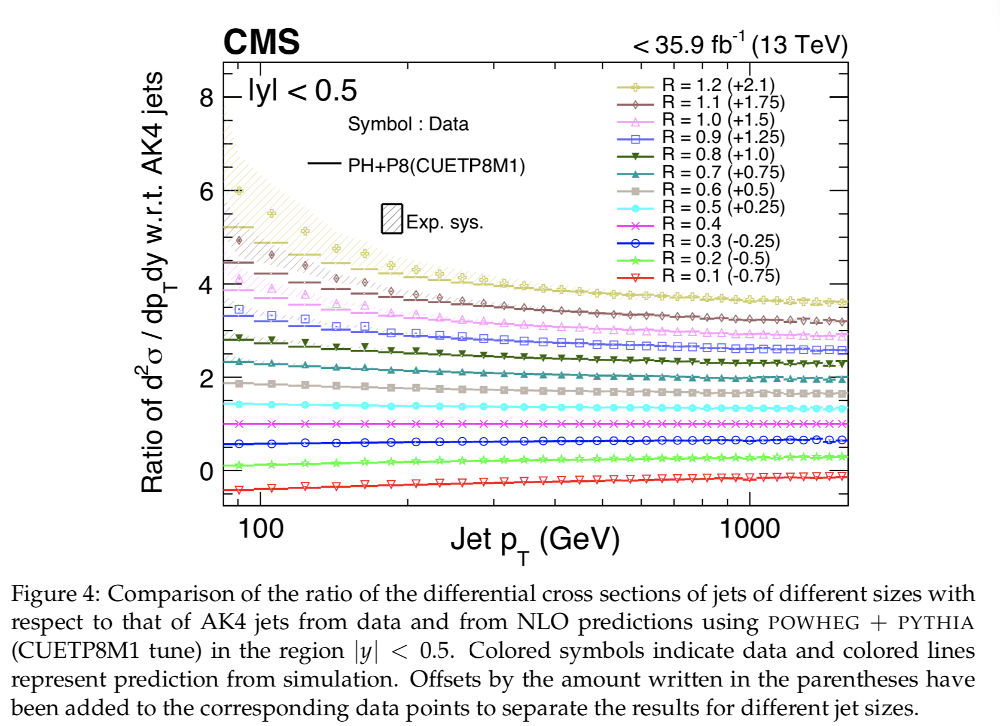 CMS
< 35.9 fb⁻¹ (13 TeV)
|y| < 0.5
Symbol : Data
PH+P8(CUETP8M1)
Exp. sys.
R = 1.2 (+2.1)
R = 1.1 (+1.75)
R = 1.0 (+1.5)
R = 0.9 (+1.25)
R = 0.8 (+1.0)
R = 0.7 (+0.75)
R = 0.6 (+0.5)
R = 0.5 (+0.25)
R = 0.4
R = 0.3 (-0.25)
R = 0.2 (-0.5)
R = 0.1 (-0.75)
Ratio of d²σ / dp_T dy w.r.t. AK4 jets
8
6
4
2
0
100
1000
Jet p_T (GeV)
Figure 4: Comparison of the ratio of the differential cross sections of jets of different sizes with
respect to that of AK4 jets from data and from NLO predictions using POWHEG + PYTHIA
(CUETP8M1 tune) in the region |y| < 0.5. Colored symbols indicate data and colored lines
represent prediction from simulation. Offsets by the amount written in the parentheses have
been added to the corresponding data points to separate the results for different jet sizes.